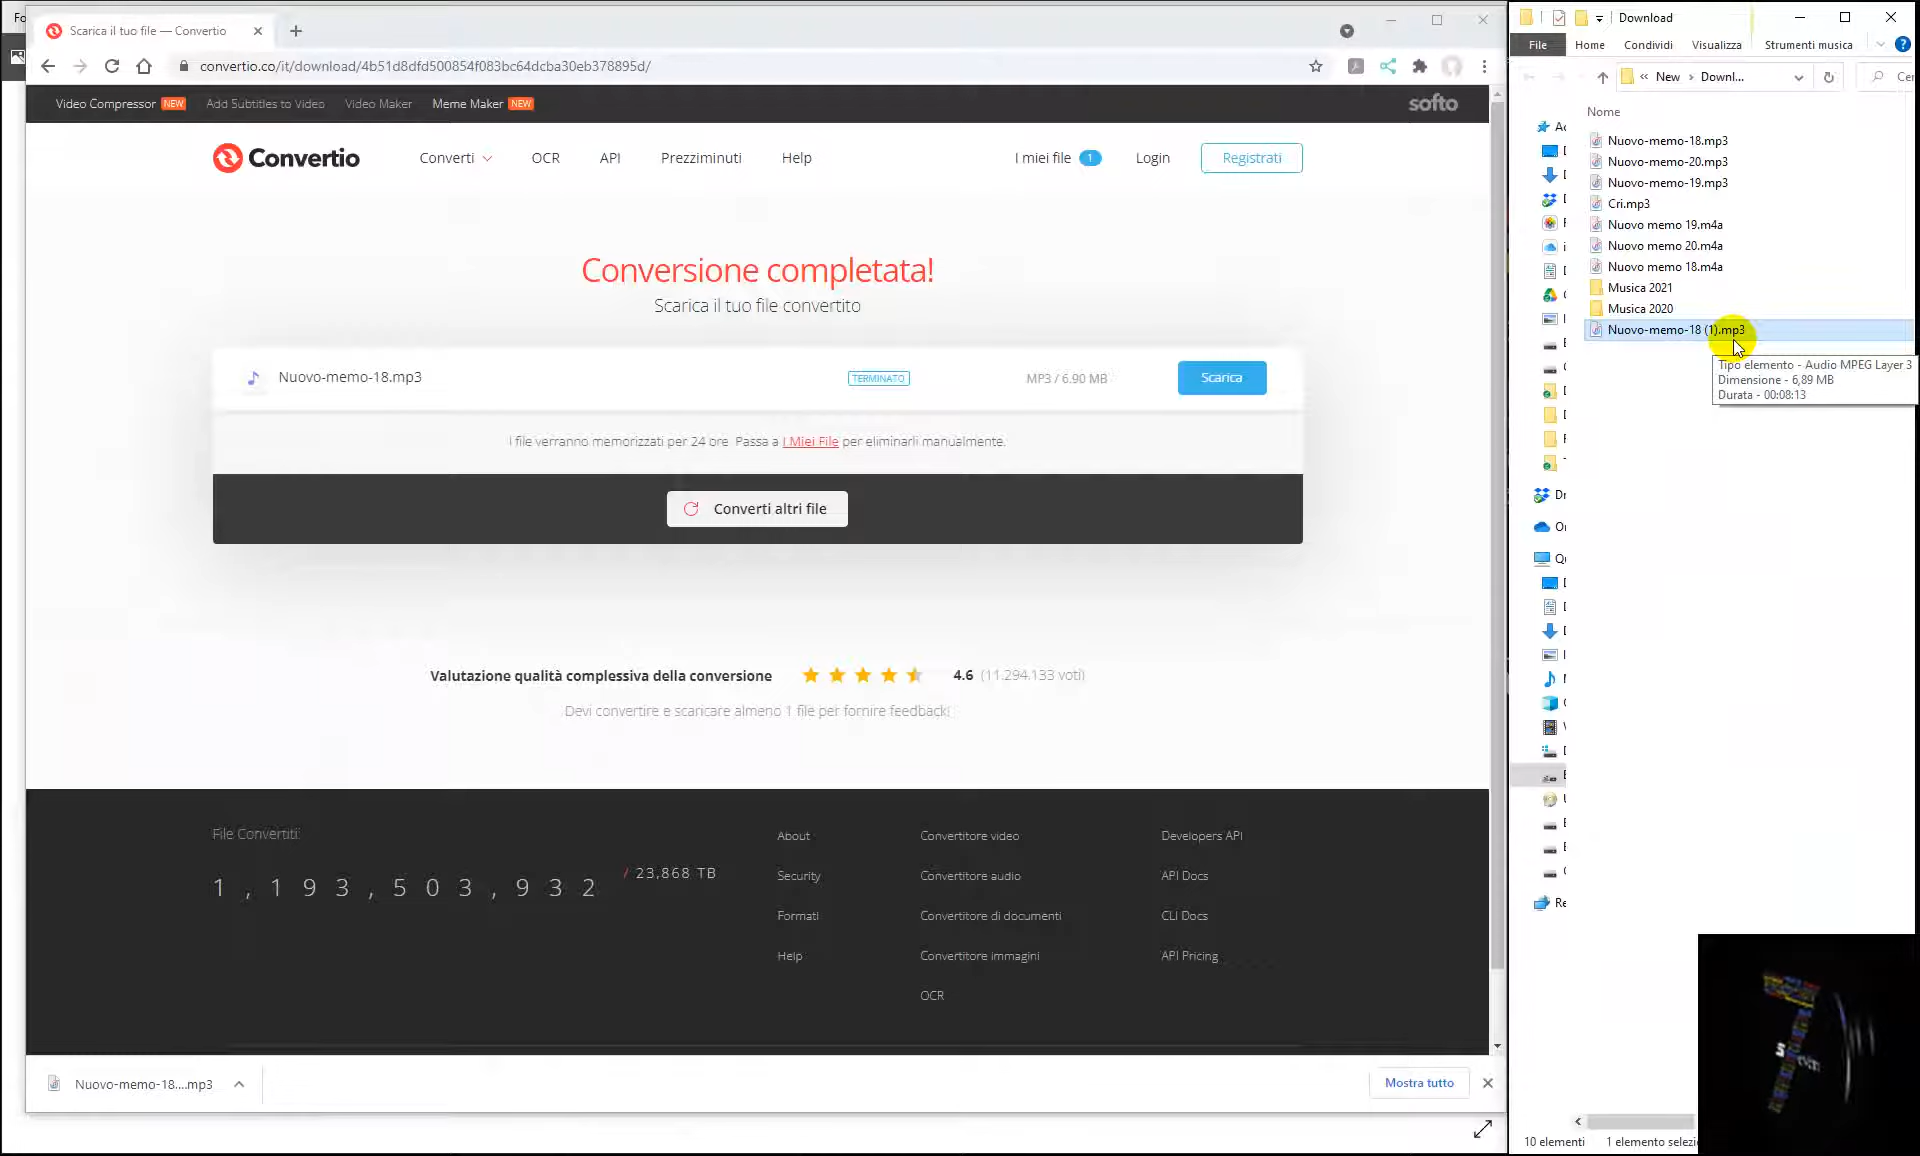 Scarica il tuo file — Convertio
convertio.co/it/download/4b51d8dfd500854f083bc64dcba30eb378895d/
Video Compressor NEW Add Subtitles to Video Video Maker Meme Maker NEW softo
Convertio Converti OCR API Prezziminuti Help I miei file 1 Login Registrati
Conversione completata!
Scarica il tuo file convertito
Nuovo-memo-18.mp3 TERMINATO MP3 / 6.90 MB Scarica
I file verranno memorizzati per 24 ore Passa a I Miei File per eliminarli manualmente.
Converti altri file
Valutazione qualità complessiva della conversione 4.6 (11.294.133 voti)
Devi convertire e scaricare almeno 1 file per fornire feedback!
File Convertiti:
1,193,503,932 / 23,868 TB
About Convertitore video Developers API
Security Convertitore audio API Docs
Formati Convertitore di documenti CLI Docs
Help Convertitore immagini API Pricing
OCR
Nuovo-memo-18....mp3 Mostra tutto
Download
File Home Condividi Visualizza Strumenti musica
« New › Downl...
Nome
Nuovo-memo-18.mp3
Nuovo-memo-20.mp3
Nuovo-memo-19.mp3
Cri.mp3
Nuovo memo 19.m4a
Nuovo memo 20.m4a
Nuovo memo 18.m4a
Musica 2021
Musica 2020
Nuovo-memo-18 (1).mp3
Tipo elemento - Audio MPEG Layer 3
Dimensione - 6,89 MB
Durata - 00:08:13
10 elementi 1 elemento selezi